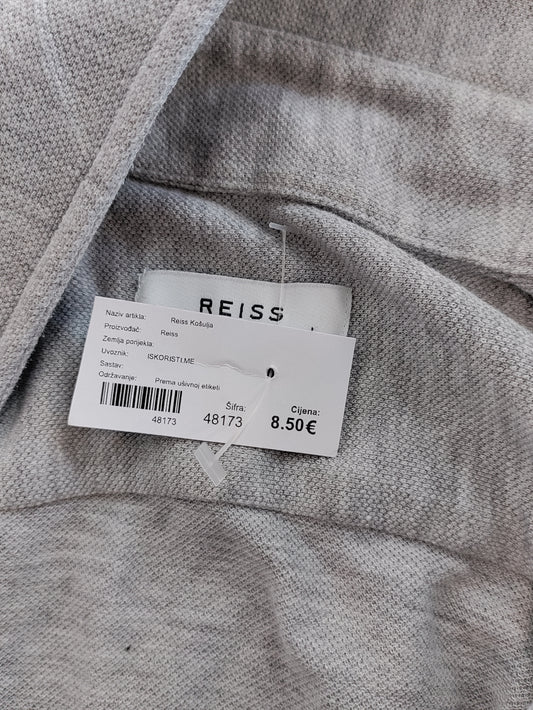 REISS
Naziv artikla: Reiss Košulja
Proizvođač: Reiss
Zemlja porijekla:
Uvoznik: ISKORISTI.ME
Sastav:
Održavanje: Prema ušivnoj etiketi
48173
Šifra:
48173
Cijena:
8.50€